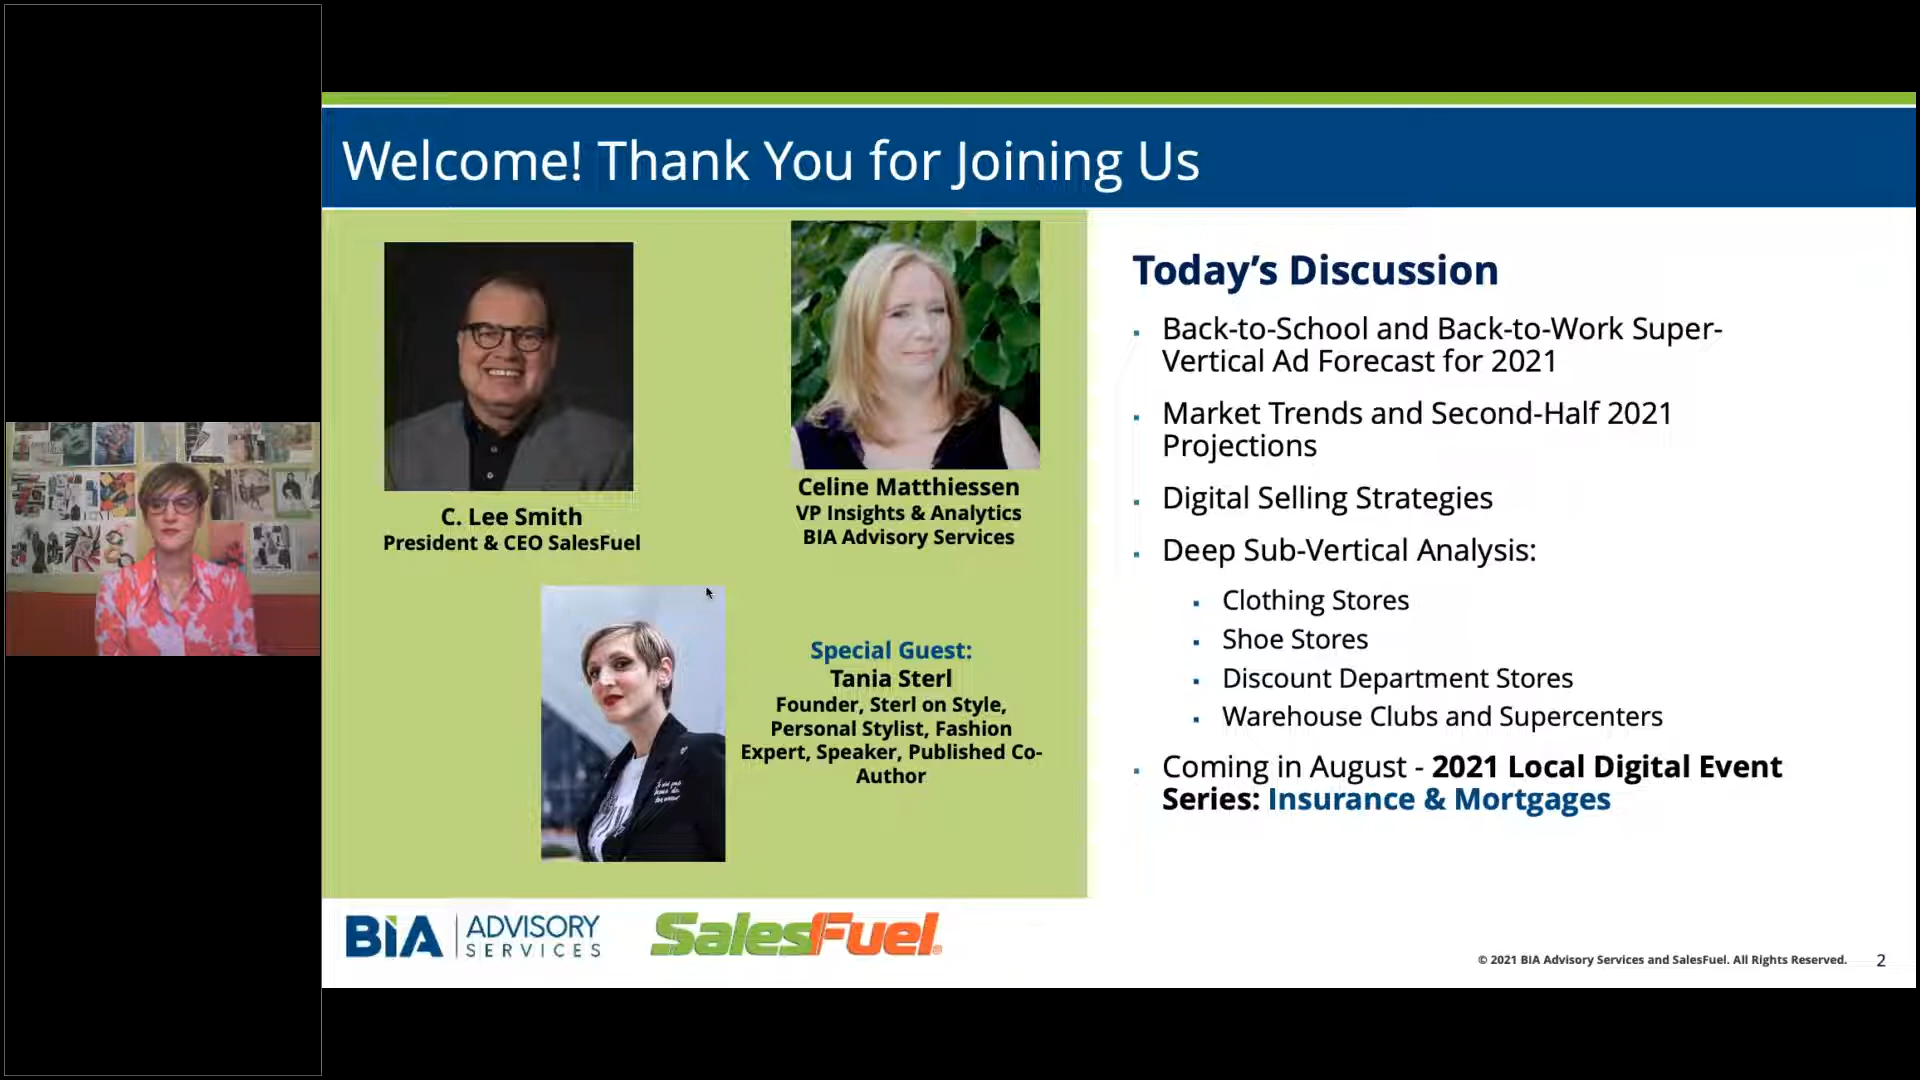 Welcome! Thank You for Joining Us
C. Lee Smith
President & CEO SalesFuel
Celine Matthiessen
VP Insights & Analytics
BIA Advisory Services
Special Guest:
Tania Sterl
Founder, Sterl on Style,
Personal Stylist, Fashion
Expert, Speaker, Published Co-
Author
Today’s Discussion
Back-to-School and Back-to-Work Super-
Vertical Ad Forecast for 2021
Market Trends and Second-Half 2021
Projections
Digital Selling Strategies
Deep Sub-Vertical Analysis:
Clothing Stores
Shoe Stores
Discount Department Stores
Warehouse Clubs and Supercenters
Coming in August - 2021 Local Digital Event
Series: Insurance & Mortgages
BIA ADVISORY
SERVICES
SalesFuel®
© 2021 BIA Advisory Services and SalesFuel. All Rights Reserved.
2